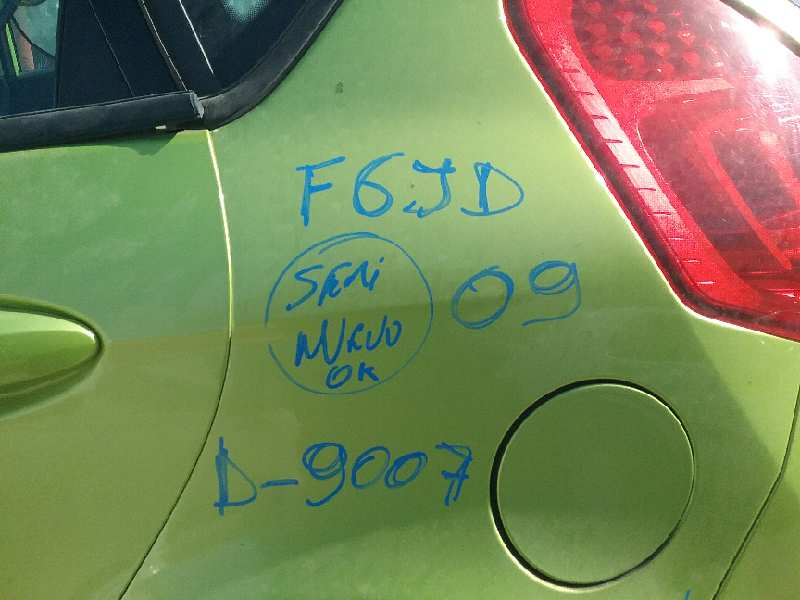 F6JD
SEMI
NUEVO
OK
09
D-9007